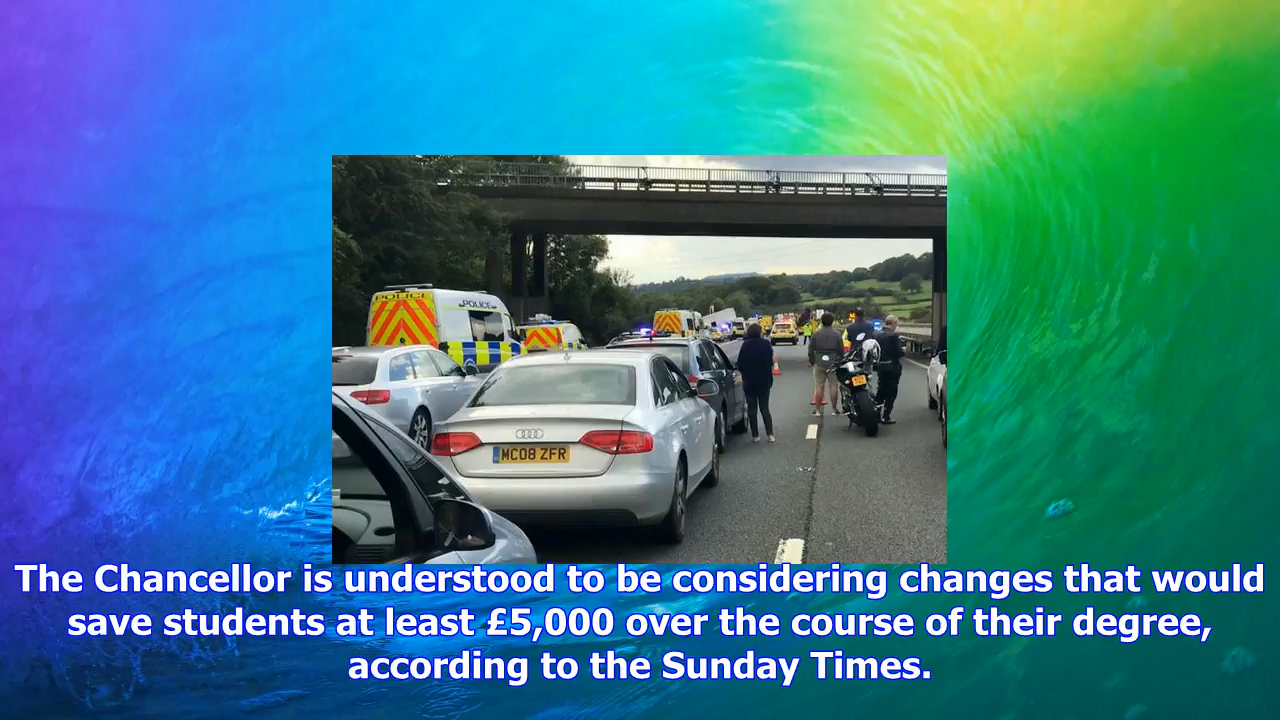 POLICE
POLICE
MC08 ZFR
The Chancellor is understood to be considering changes that would
save students at least £5,000 over the course of their degree,
according to the Sunday Times.